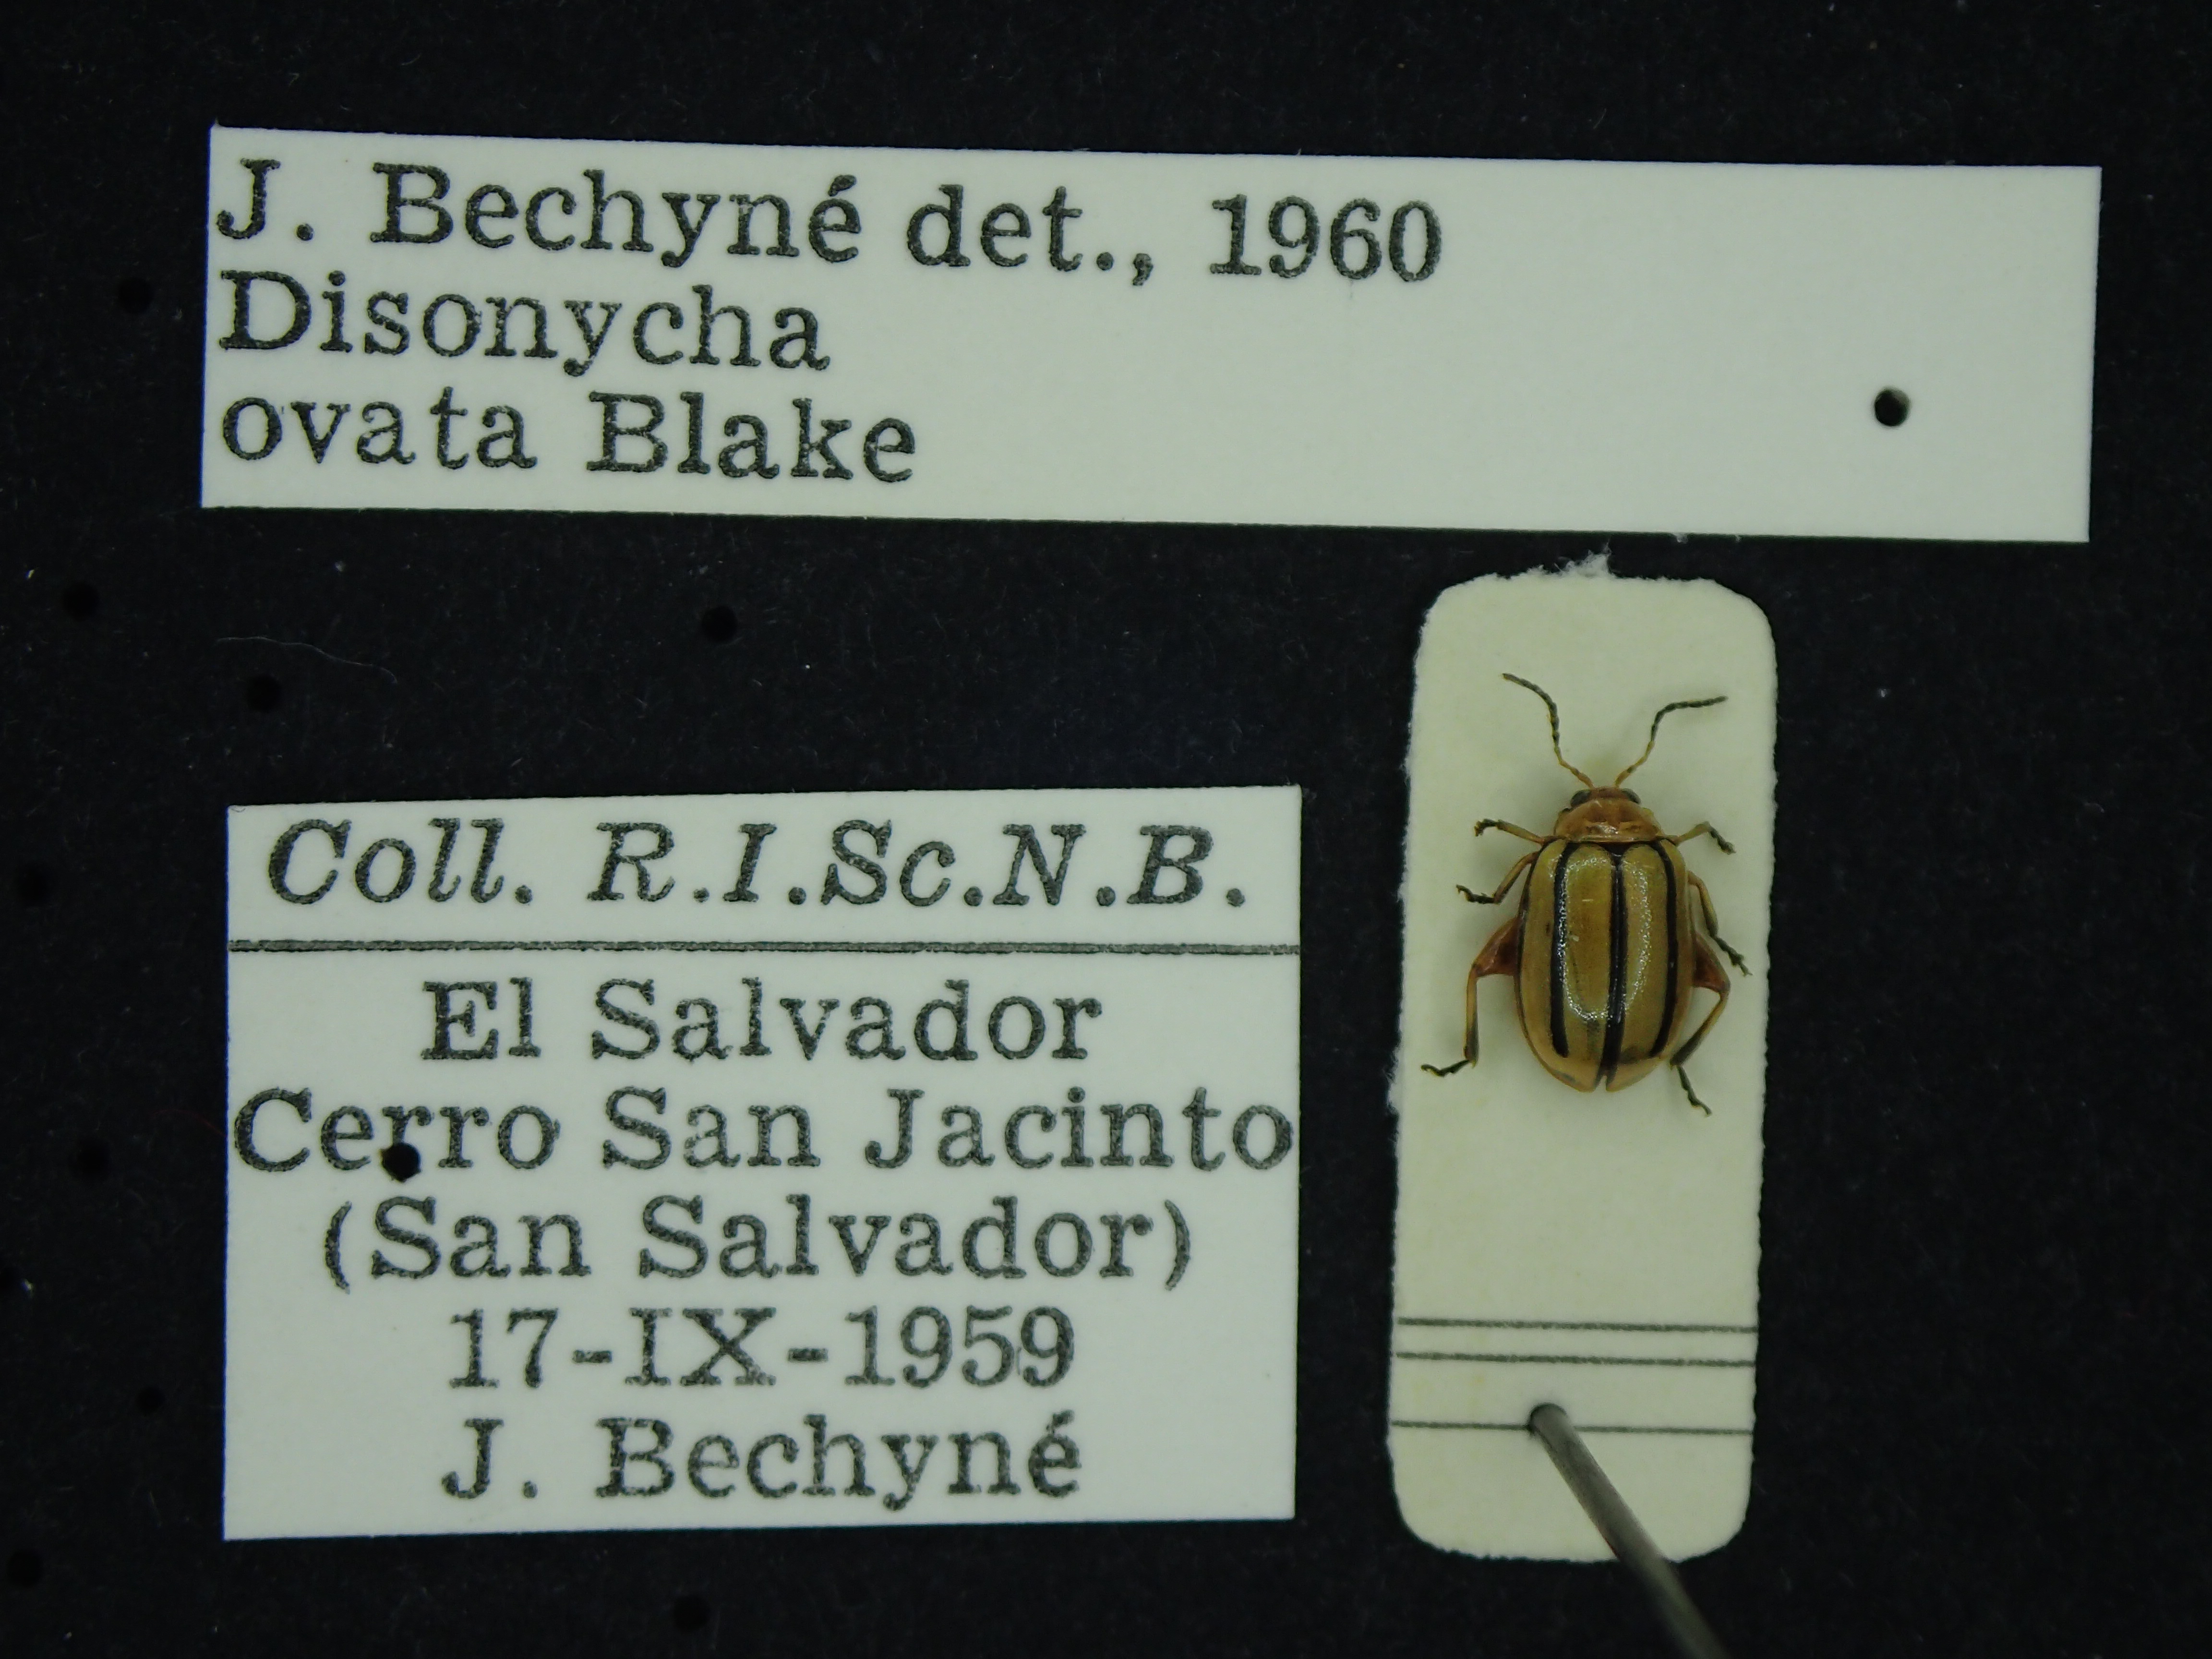 J. Bechyné det., 1960
Disonycha
ovata Blake
Coll. R.I.Sc.N.B.
El Salvador
Cerro San Jacinto
(San Salvador)
17-IX-1959
J. Bechyné